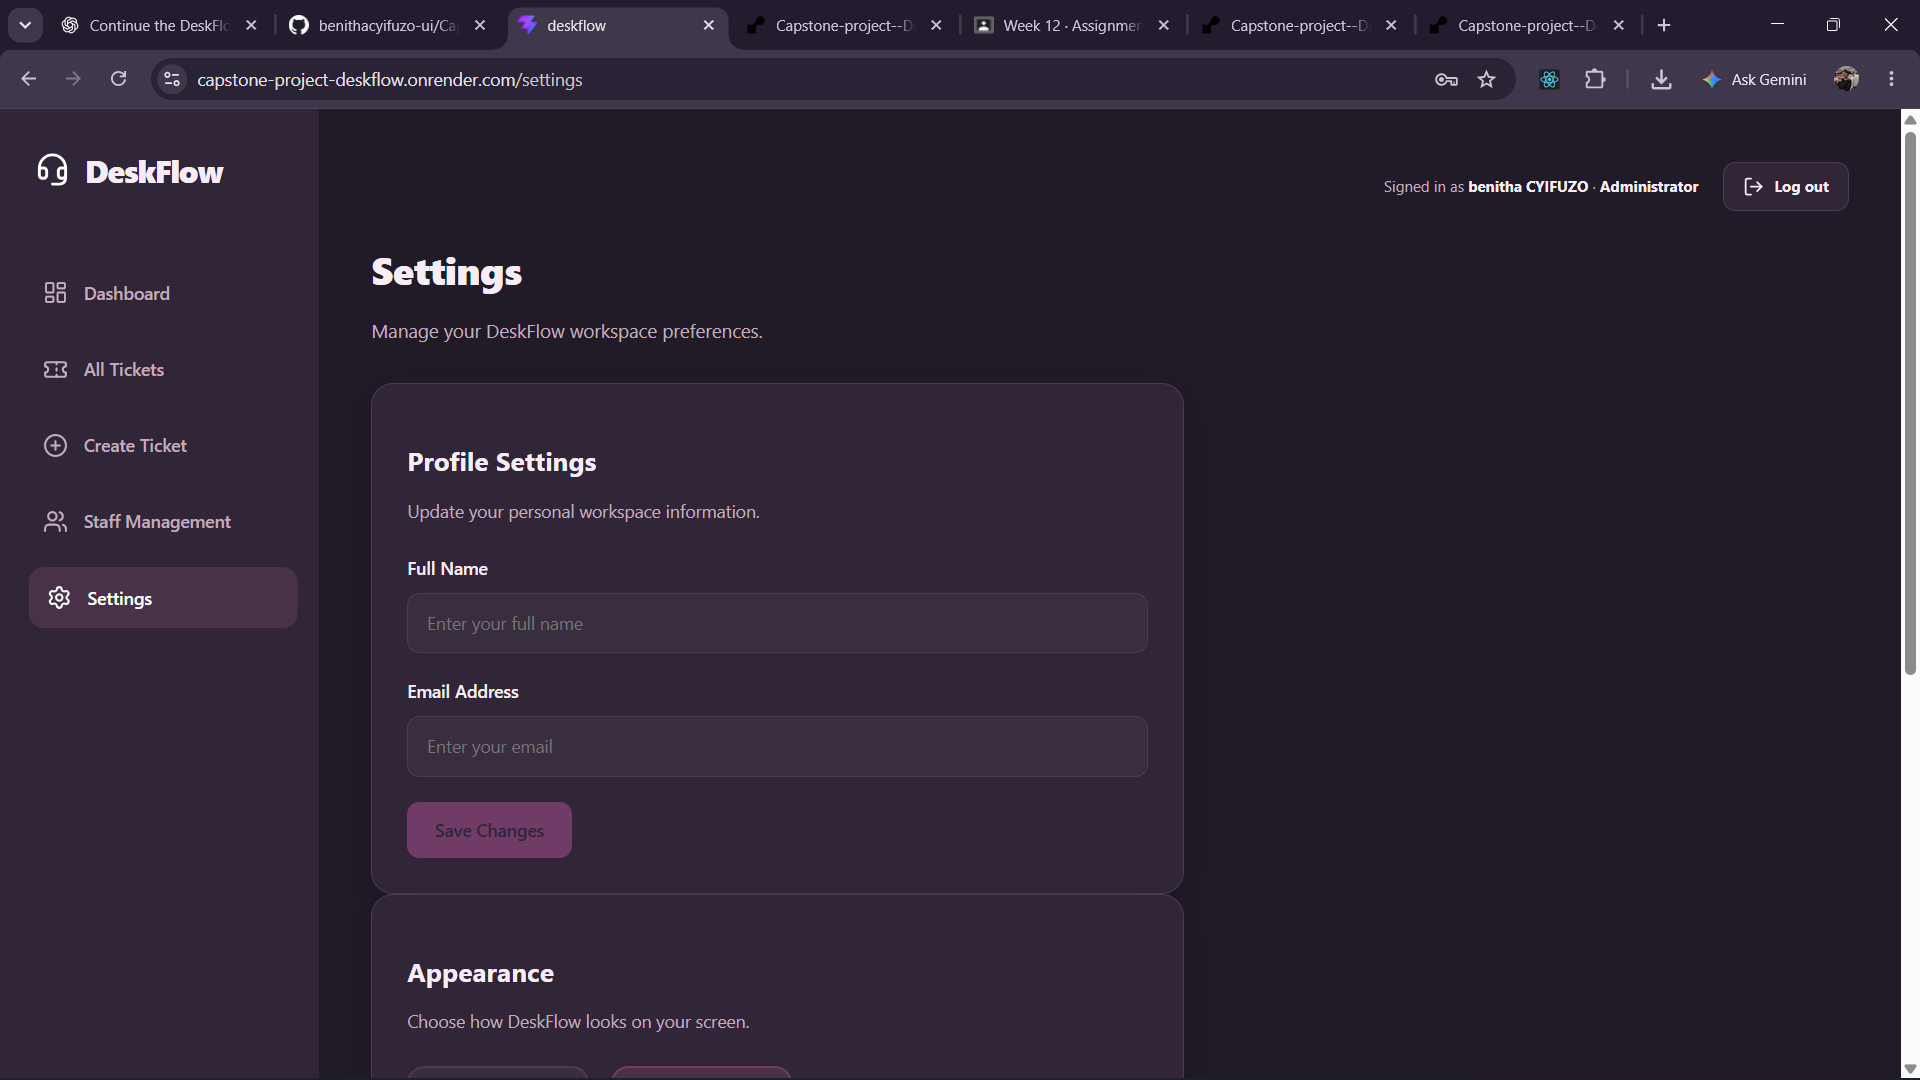 Continue the DeskFlo
benithacyifuzo-ui/Ca
deskflow
Capstone-project--D
Week 12 · Assignmen
Capstone-project--D
Capstone-project--D
capstone-project-deskflow.onrender.com/settings
Ask Gemini
DeskFlow
Signed in as benitha CYIFUZO · Administrator
Log out
Dashboard
All Tickets
Create Ticket
Staff Management
Settings
Settings
Manage your DeskFlow workspace preferences.
Profile Settings
Update your personal workspace information.
Full Name
Enter your full name
Email Address
Enter your email
Save Changes
Appearance
Choose how DeskFlow looks on your screen.